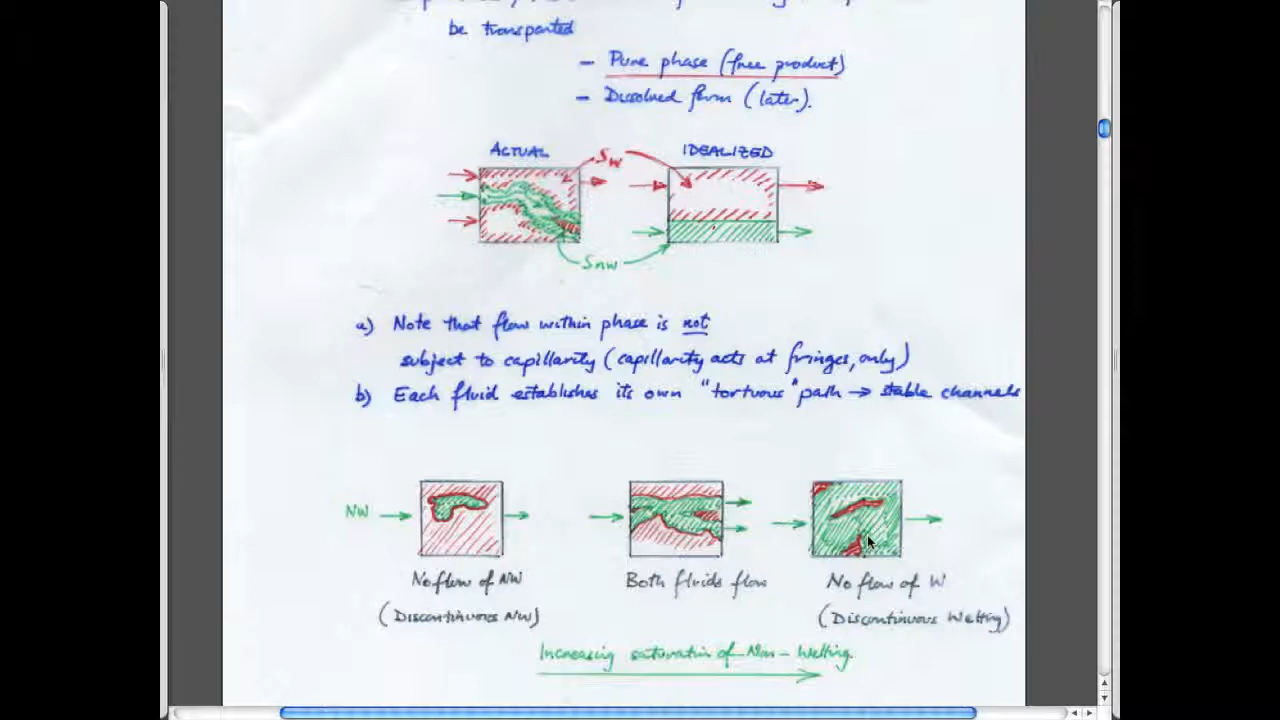 be transported
- Pure phase (free product)
- Dissolved form (later).
ACTUAL
Sw
IDEALIZED
Snw
a) Note that flow within phase is not
subject to capillarity (capillarity acts at fringes, only)
b) Each fluid establishes its own "tortuous" path → stable channels
NW
No flow of NW
Both fluids flow
No flow of W
(Discontinuous NW)
(Discontinuous Wetting)
Increasing saturation of Non-Wetting.